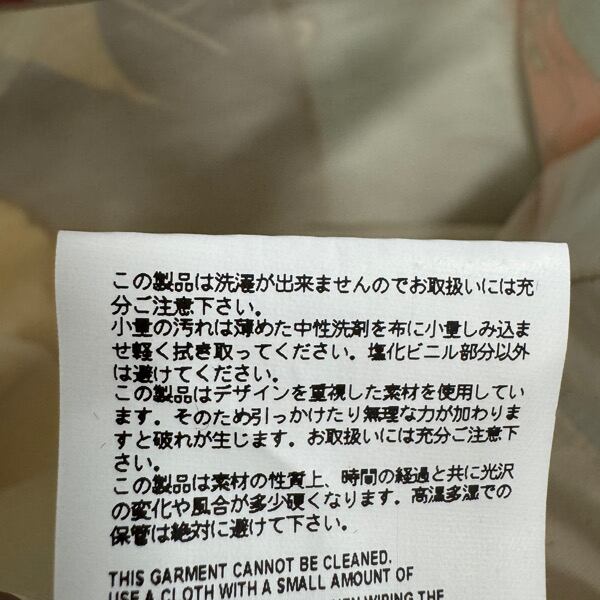 この製品は洗濯が出来ませんのでお取扱いには充
分ご注意下さい。
小量の汚れは薄めた中性洗剤を布に小量しみ込ま
せ軽く拭き取ってください。塩化ビニル部分以外
は避けてください。
この製品はデザインを重視した素材を使用してい
ます。そのため引っかけたり無理な力が加わりま
すと破れが生じます。お取扱いには充分ご注意下
さい。
この製品は素材の性質上、時間の経過と共に光沢
の変化や風合が多少硬くなります。高温多湿での
保管は絶対に避けて下さい。
THIS GARMENT CANNOT BE CLEANED.
USE A CLOTH WITH A SMALL AMOUNT OF
WHEN WIPING THE